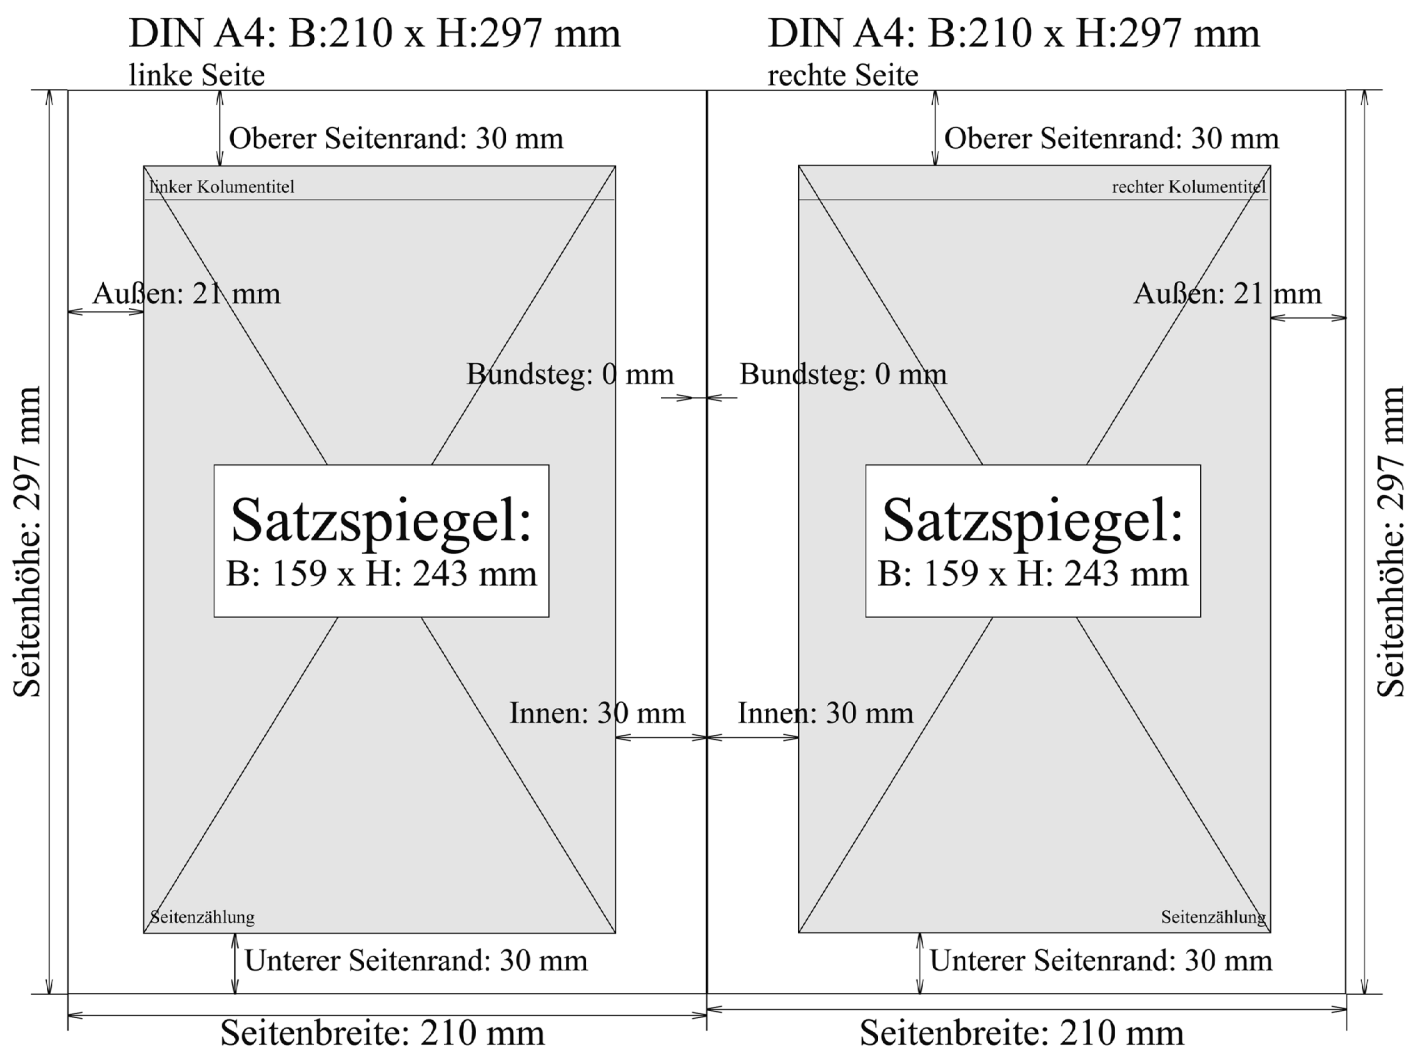 DIN A4: B:210 x H:297 mm
linke Seite
Oberer Seitenrand: 30 mm
linker Kolumentitel
Außen: 21 mm
Bundsteg: 0 mm
Seitenhöhe: 297 mm
Satzspiegel:
B: 159 x H: 243 mm
Innen: 30 mm
Seitenzählung
Unterer Seitenrand: 30 mm
Seitenbreite: 210 mm
DIN A4: B:210 x H:297 mm
rechte Seite
Oberer Seitenrand: 30 mm
rechter Kolumentitel
Außen: 21 mm
Bundsteg: 0 mm
Satzspiegel:
B: 159 x H: 243 mm
Seitenhöhe: 297 mm
Innen: 30 mm
Seitenzählung
Unterer Seitenrand: 30 mm
Seitenbreite: 210 mm